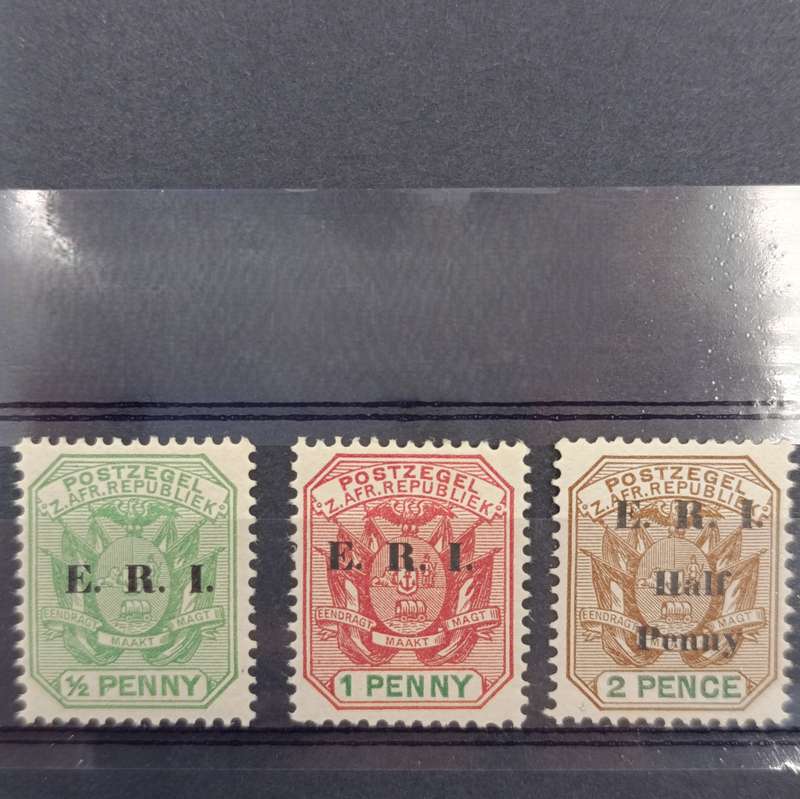 POSTZEGEL
Z. AFR. REPUBLIEK
E. R. I.
EENDRAGT MAAKT MAGT
½ PENNY
POSTZEGEL
Z. AFR. REPUBLIEK
E. R. I.
EENDRAGT MAAKT MAGT
1 PENNY
POSTZEGEL
Z. AFR. REPUBLIEK
E. R. I.
Half
EENDRAGT MAAKT MAGT
Penny
2 PENCE